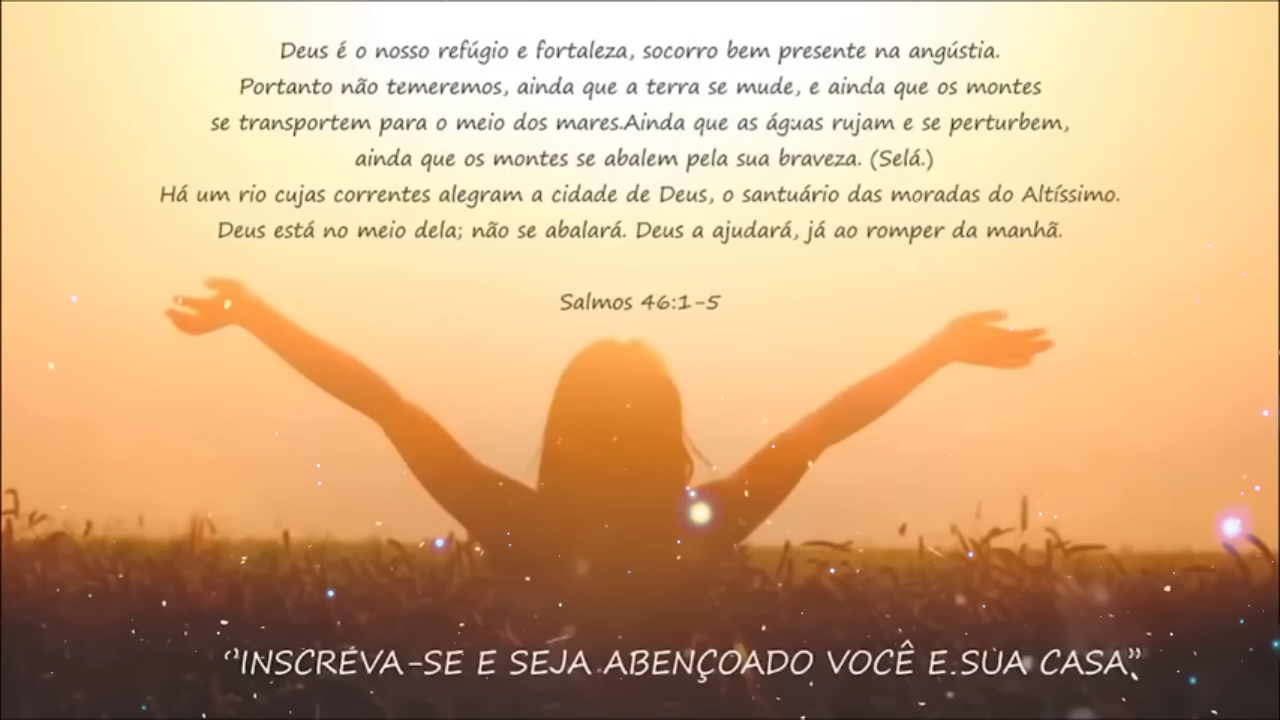 Deus é o nosso refúgio e fortaleza, socorro bem presente na angústia.
Portanto não temeremos, ainda que a terra se mude, e ainda que os montes
se transportem para o meio dos mares.Ainda que as águas rujam e se perturbem,
ainda que os montes se abalem pela sua braveza. (Selá.)
Há um rio cujas correntes alegram a cidade de Deus, o santuário das moradas do Altíssimo.
Deus está no meio dela; não se abalará. Deus a ajudará, já ao romper da manhã.
Salmos 46:1-5
“INSCREVA-SE E SEJA ABENÇOADO VOCÊ E SUA CASA”